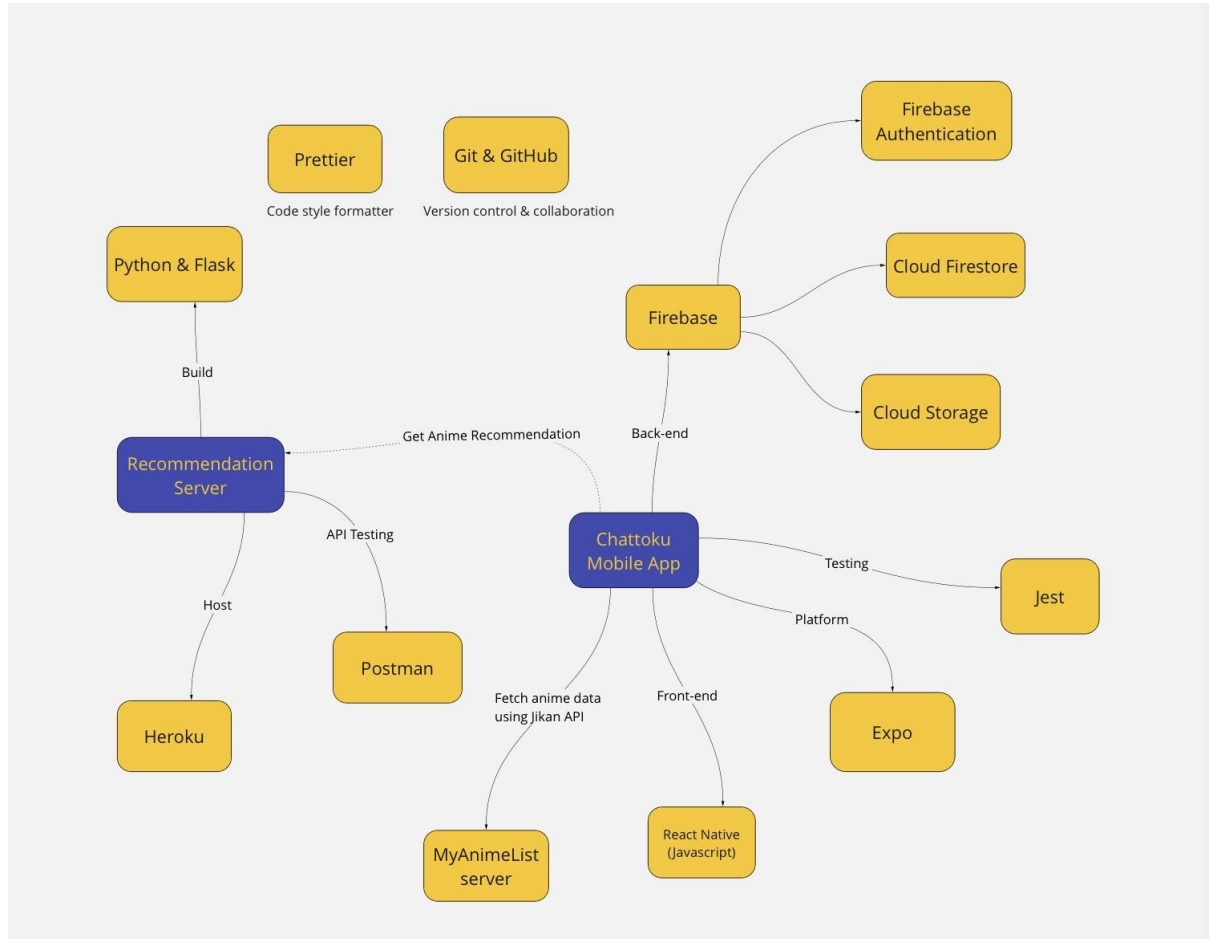 Firebase
Authentication
Prettier
Git & GitHub
Code style formatter
Version control & collaboration
Python & Flask
Cloud Firestore
Firebase
Build
Cloud Storage
Get Anime Recommendation
Back-end
Recommendation
Server
API Testing
Chattoku
Mobile App
Testing
Jest
Host
Platform
Postman
Fetch anime data
using Jikan API
Front-end
Heroku
Expo
React Native
(Javascript)
MyAnimeList
server